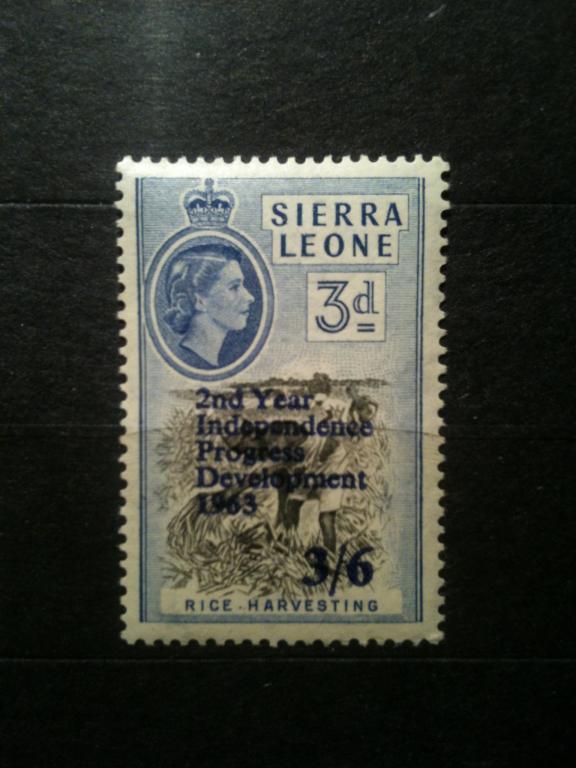 SIERRA
LEONE
3d
2nd Year
Independence
Progress
Development
1963
3/6
RICE · HARVESTING